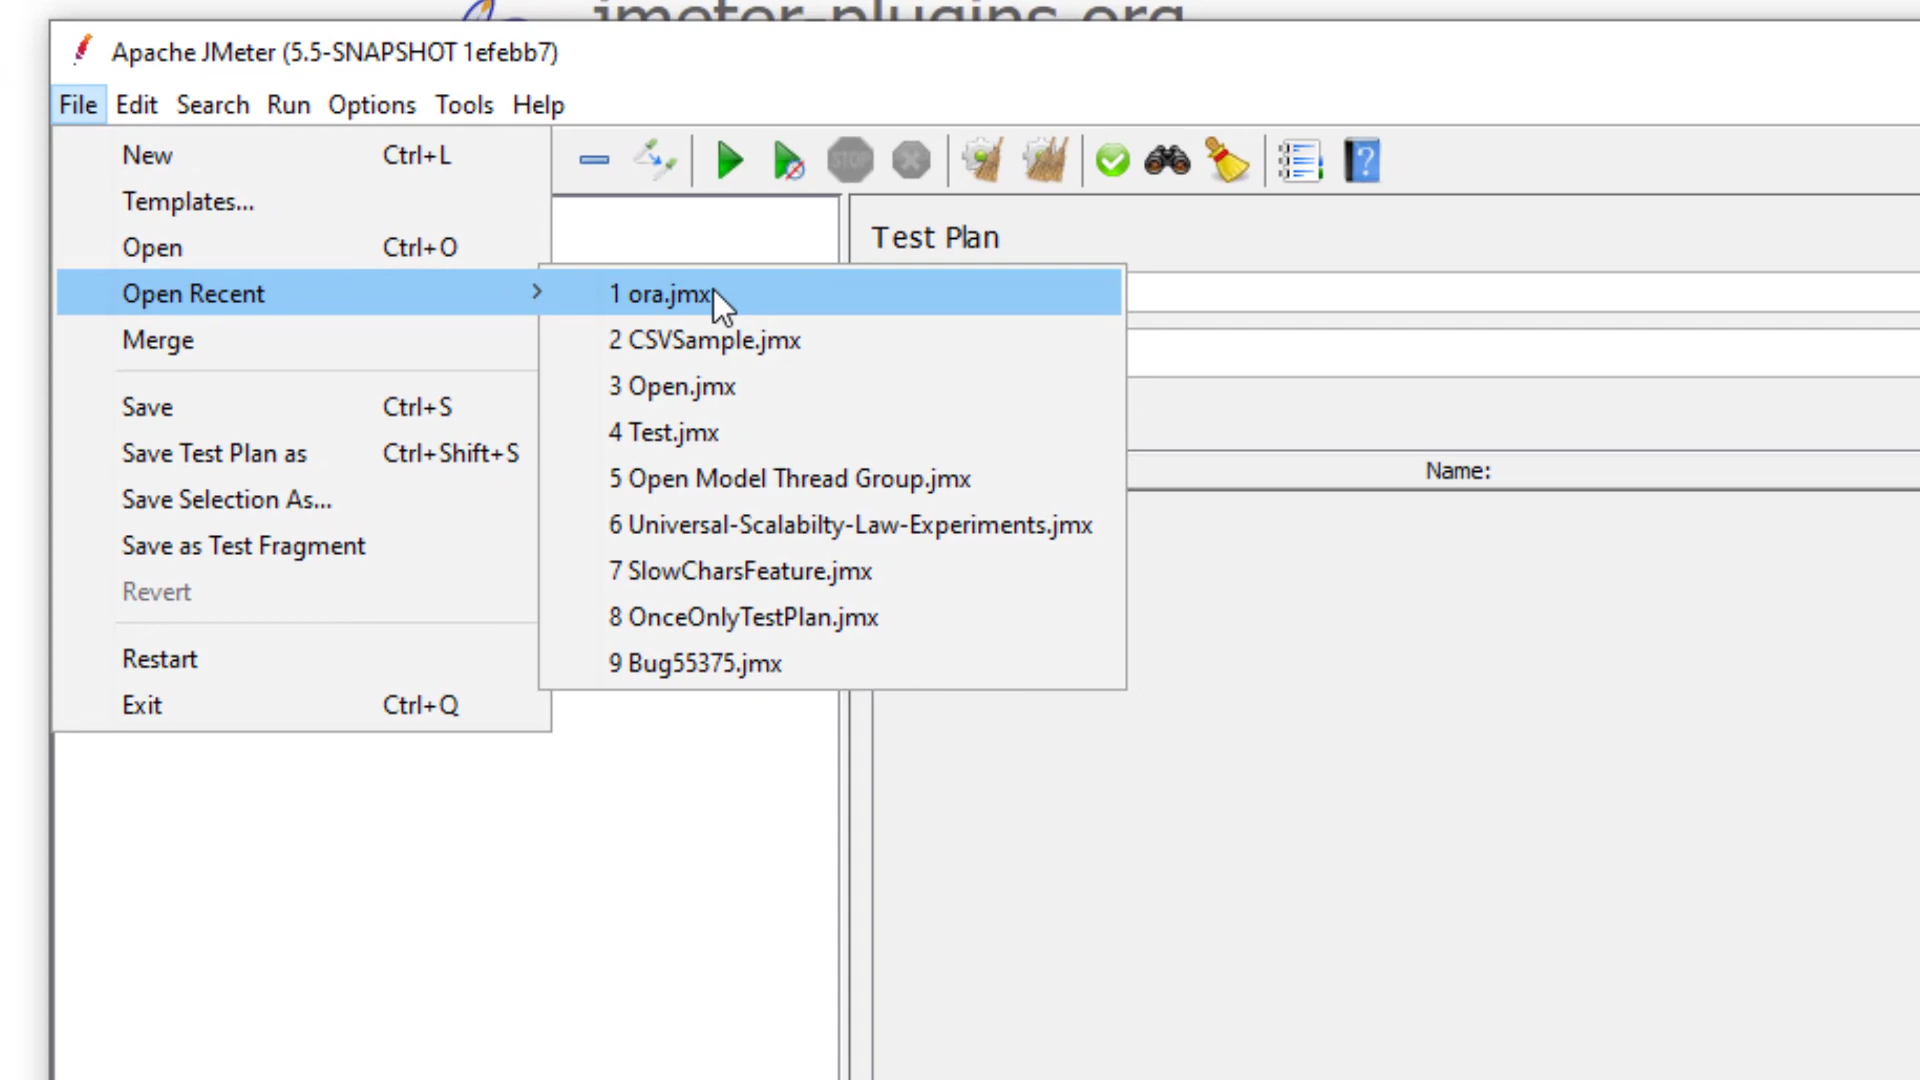 jmeter-plugins.org
Apache JMeter (5.5-SNAPSHOT 1efebb7)
File Edit Search Run Options Tools Help
New Ctrl+L
Templates...
Open Ctrl+O
Open Recent
Merge
Save Ctrl+S
Save Test Plan as Ctrl+Shift+S
Save Selection As...
Save as Test Fragment
Revert
Restart
Exit Ctrl+Q
STOP
Test Plan
1 ora.jmx
2 CSVSample.jmx
3 Open.jmx
4 Test.jmx
5 Open Model Thread Group.jmx
6 Universal-Scalabilty-Law-Experiments.jmx
7 SlowCharsFeature.jmx
8 OnceOnlyTestPlan.jmx
9 Bug55375.jmx
Name: